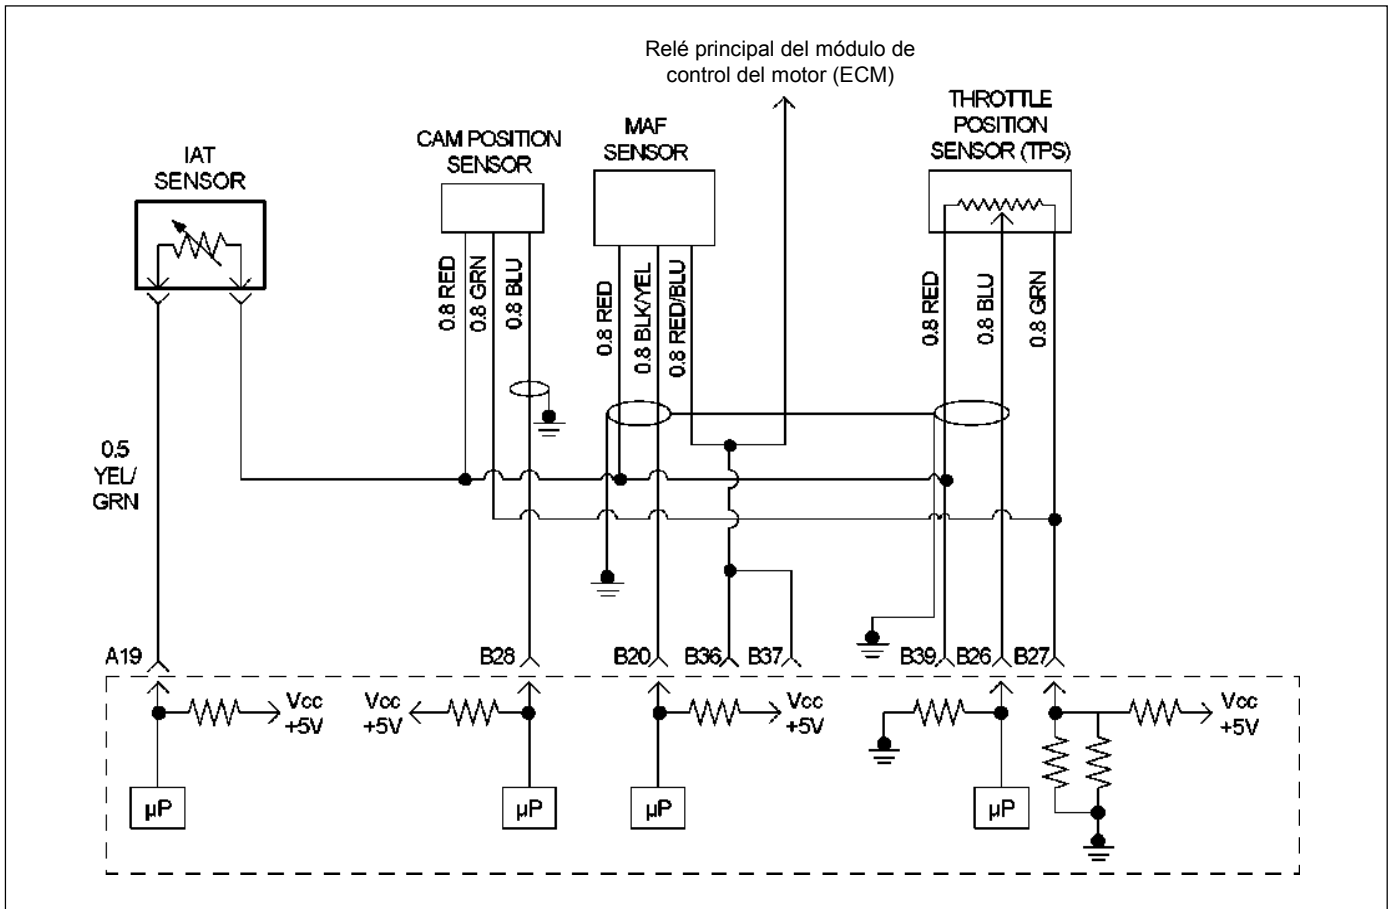 Relé principal del módulo de
control del motor (ECM)
THROTTLE
POSITION
SENSOR (TPS)
MAF
SENSOR
CAM POSITION
SENSOR
IAT
SENSOR
0.8 RED
0.8 GRN
0.8 BLU
0.8 RED
0.8 BLK/YEL
0.8 RED/BLU
0.8 RED
0.8 BLU
0.8 GRN
0.5
YEL/
GRN
A19
B28
B20
B36
B37
B39
B26
B27
Vcc
+5V
Vcc
+5V
Vcc
+5V
Vcc
+5V
µP
µP
µP
µP